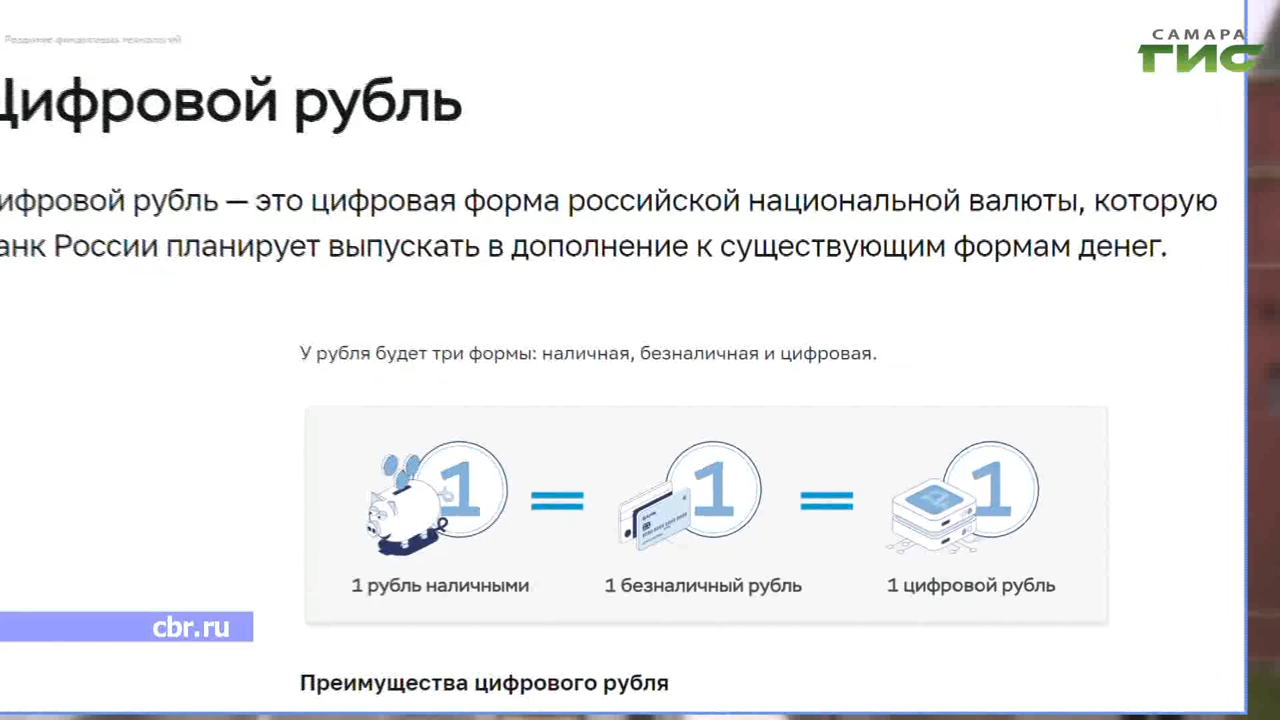 САМАРА
ГИС
Цифровой рубль
ифровой рубль — это цифровая форма российской национальной валюты, которую
анк России планирует выпускать в дополнение к существующим формам денег.
У рубля будет три формы: наличная, безналичная и цифровая.
1
1
1
1 рубль наличными
1 безналичный рубль
1 цифровой рубль
cbr.ru
Преимущества цифрового рубля